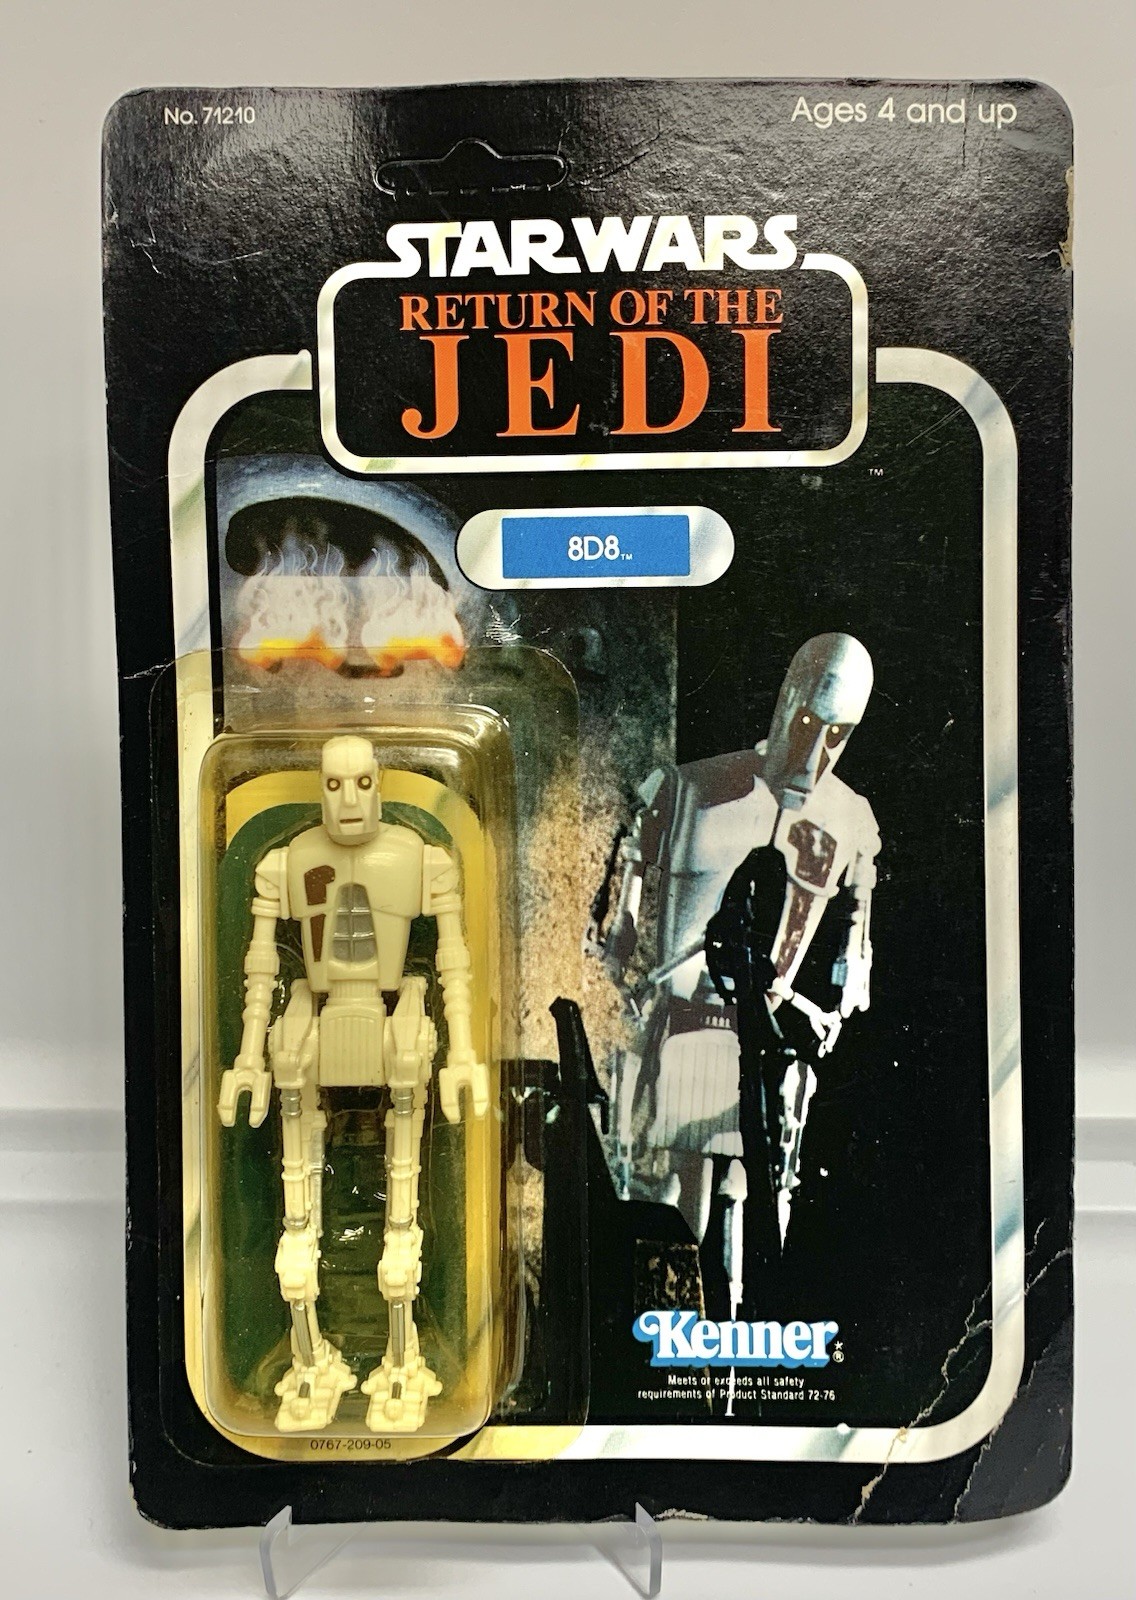 No. 71210
Ages 4 and up
STAR WARS
RETURN OF THE
JEDI
™
8D8™
Kenner*®
Meets or exceeds all safety
requirements of Product Standard 72-76
0767-209-05